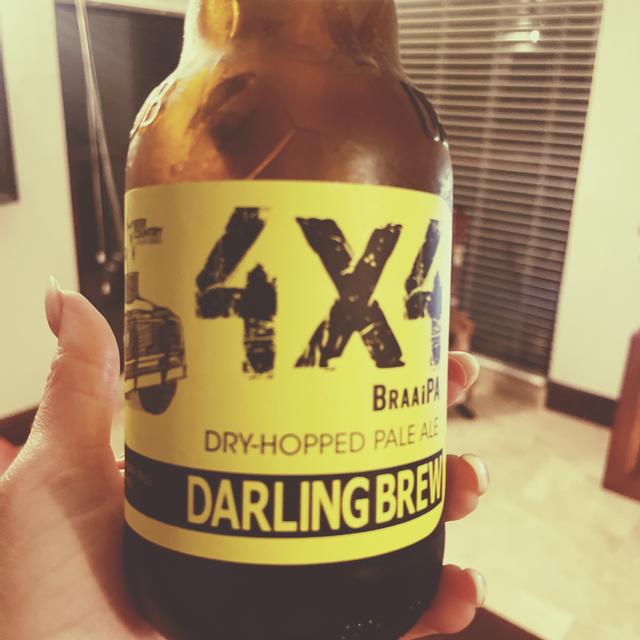 4X4
BRAAiPA
DRY-HOPPED PALE ALE
DARLING BREW